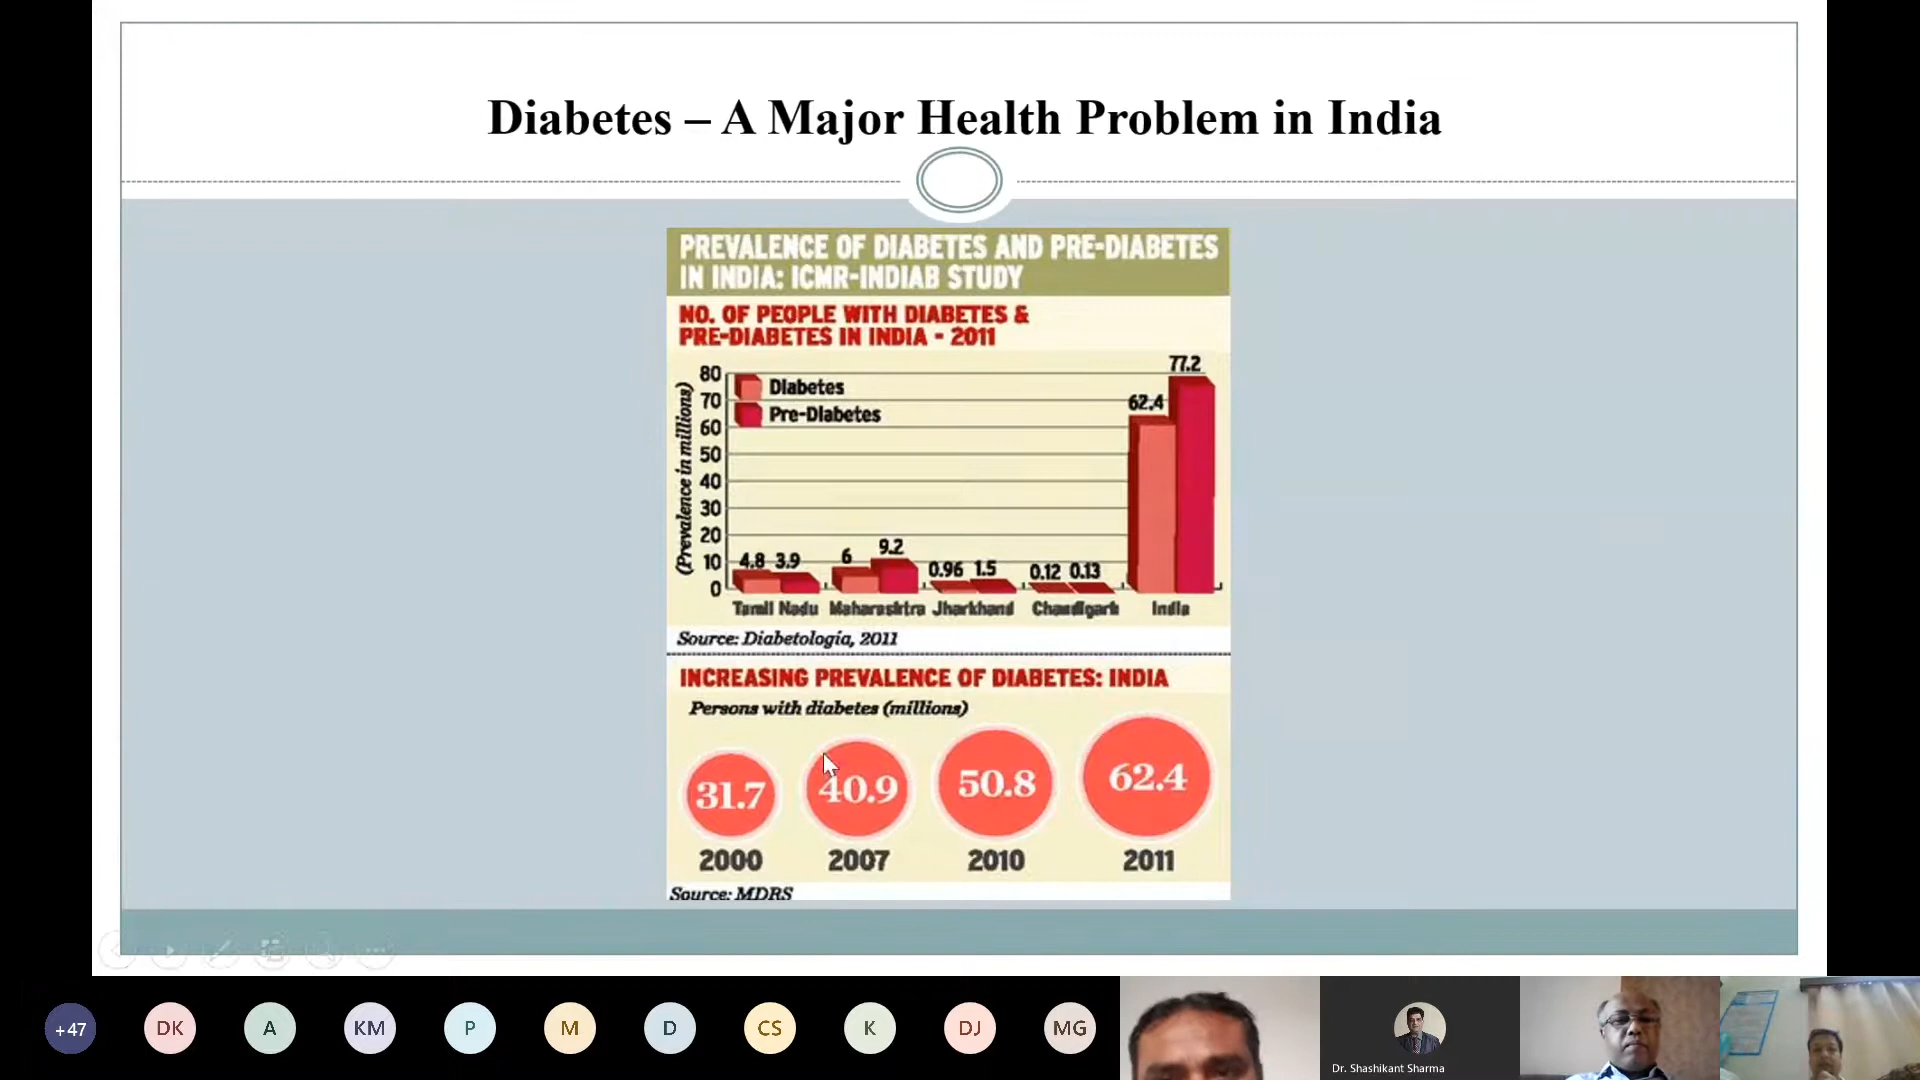 Diabetes – A Major Health Problem in India
PREVALENCE OF DIABETES AND PRE-DIABETES
IN INDIA: ICMR-INDIAB STUDY
NO. OF PEOPLE WITH DIABETES &
PRE-DIABETES IN INDIA - 2011
(Prevalence in millions)
80
70
60
50
40
30
20
10
0
Diabetes
Pre-Diabetes
4.8 3.9
6 9.2
0.96 1.5
0.12 0.13
62.4 77.2
Tamil Nadu Maharashtra Jharkhand Chandigarh India
Source: Diabetologia, 2011
INCREASING PREVALENCE OF DIABETES: INDIA
Persons with diabetes (millions)
31.7 40.9 50.8 62.4
2000 2007 2010 2011
Source: MDRS
+47 DK A KM P M D CS K DJ MG
Dr. Shashikant Sharma